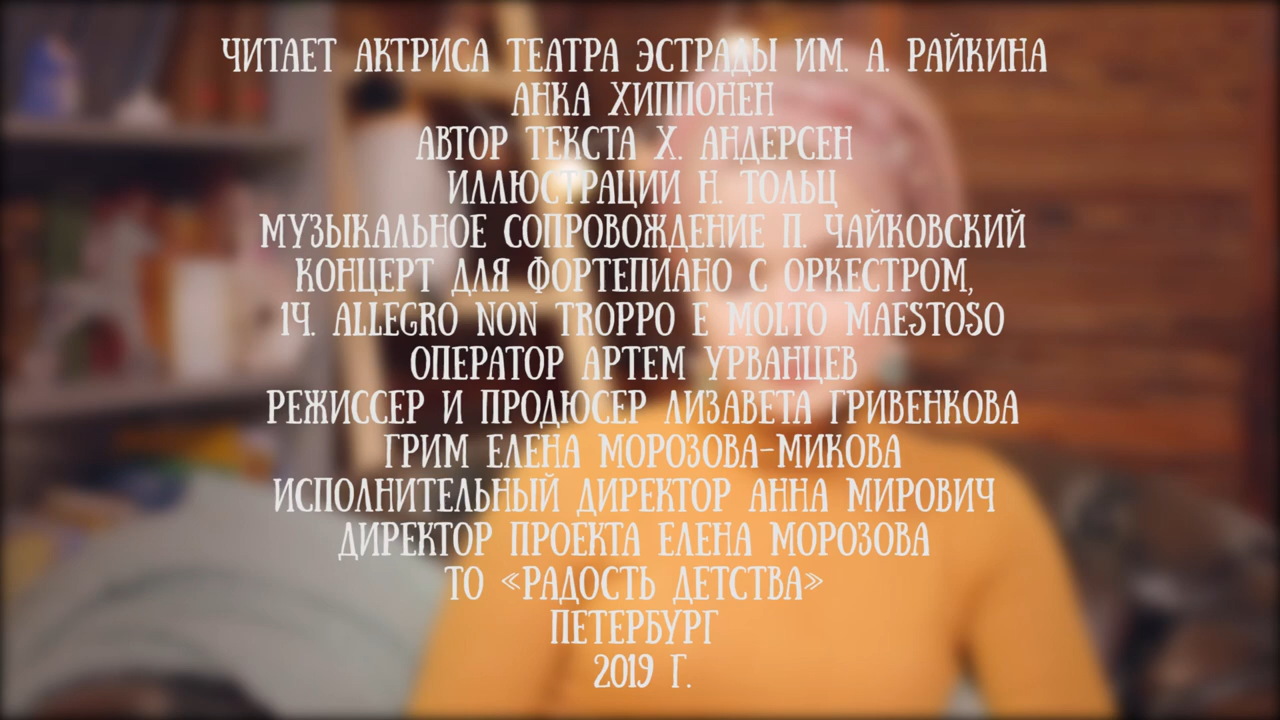 ЧИТАЕТ АКТРИСА ТЕАТРА ЭСТРАДЫ ИМ. А. РАЙКИНА
АНКА ХИППОНЕН
АВТОР ТЕКСТА Х. АНДЕРСЕН
ИЛЛЮСТРАЦИИ Н. ТОЛЬЦ
МУЗЫКАЛЬНОЕ СОПРОВОЖДЕНИЕ П. ЧАЙКОВСКИЙ
КОНЦЕРТ ДЛЯ ФОРТЕПИАНО С ОРКЕСТРОМ,
1Ч. ALLEGRO NON TROPPO E MOLTO MAESTOSO
ОПЕРАТОР АРТЕМ УРВАНЦЕВ
РЕЖИССЕР И ПРОДЮСЕР ЛИЗАВЕТА ГРИВЕНКОВА
ГРИМ ЕЛЕНА МОРОЗОВА-МИКОВА
ИСПОЛНИТЕЛЬНЫЙ ДИРЕКТОР АННА МИРОВИЧ
ДИРЕКТОР ПРОЕКТА ЕЛЕНА МОРОЗОВА
ТО «РАДОСТЬ ДЕТСТВА»
ПЕТЕРБУРГ
2019 Г.